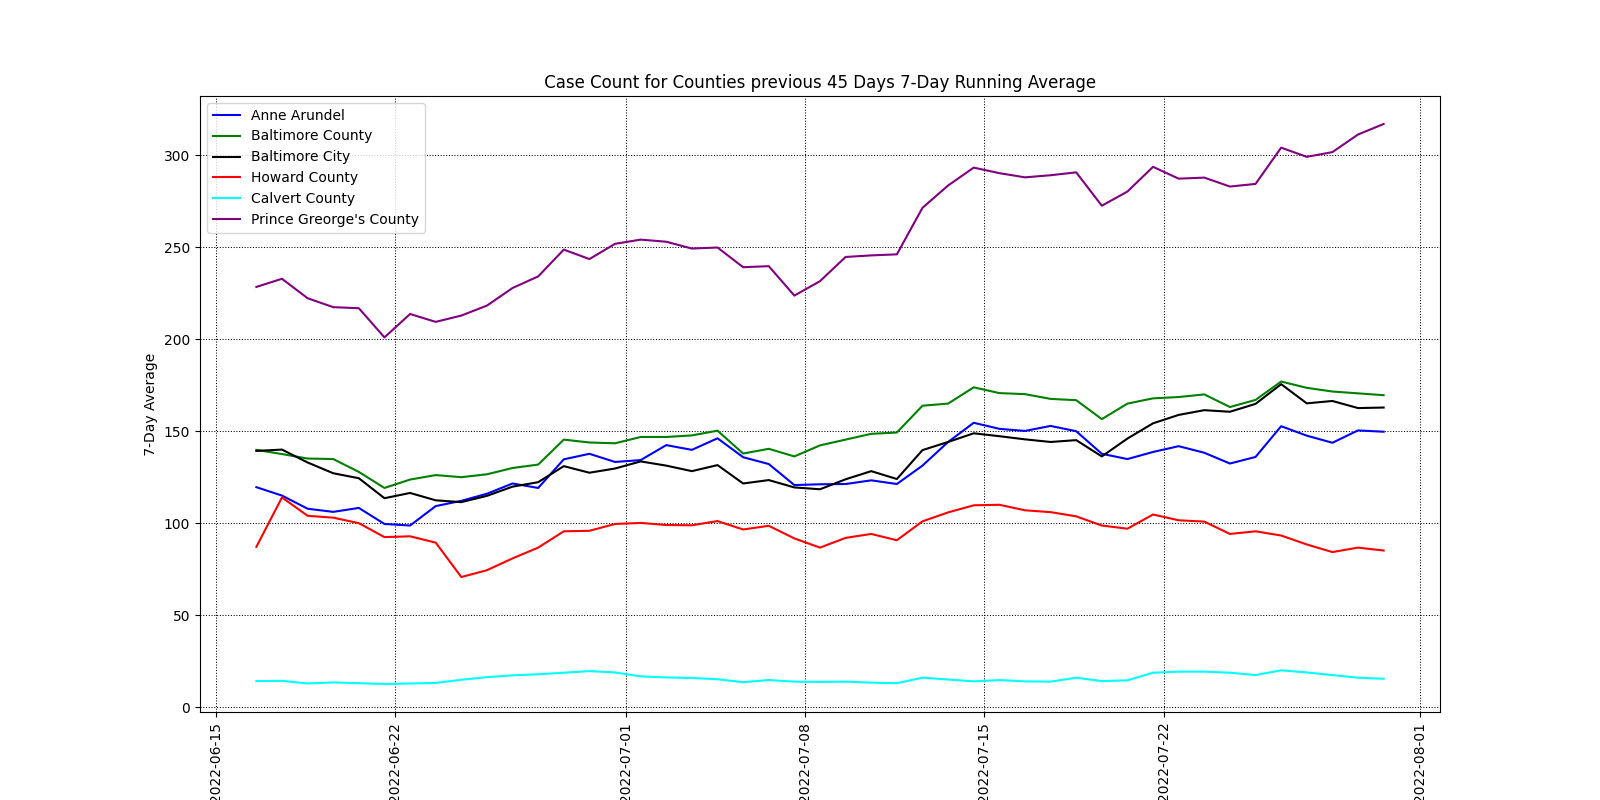 Case Count for Counties previous 45 Days 7-Day Running Average
Anne Arundel
Baltimore County
Baltimore City
Howard County
Calvert County
Prince Greorge's County
7-Day Average
300
250
200
150
100
50
0
2022-06-15
2022-06-22
2022-07-01
2022-07-08
2022-07-15
2022-07-22
2022-08-01